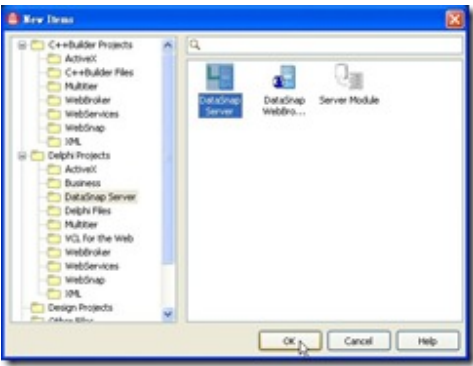 New Items
C++Builder Projects
ActiveX
C++Builder Files
Multitier
WebBroker
WebServices
WebSnap
XML
Delphi Projects
ActiveX
Business
DataSnap Server
Delphi Files
Multitier
VCL for the Web
WebBroker
WebServices
WebSnap
XML
Design Projects
Other Files
DataSnap
Server
DataSnap
WebBro...
Server Module
OK
Cancel
Help